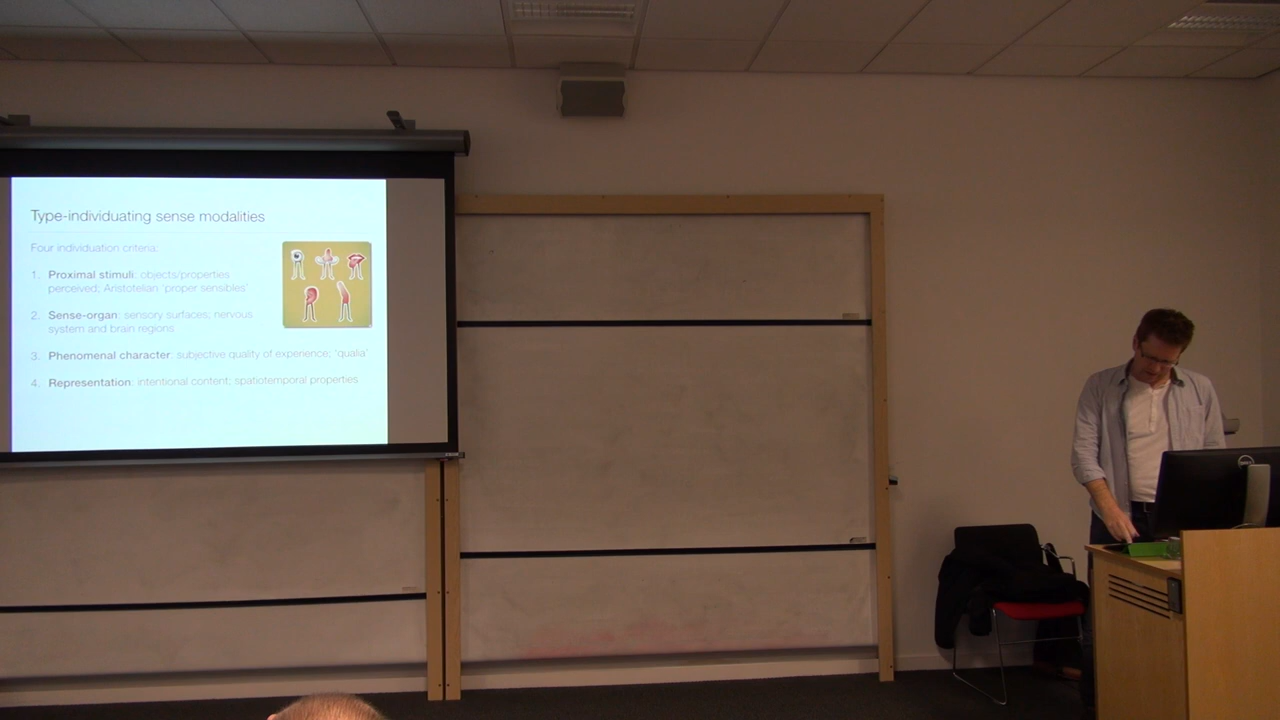 Type-individuating sense modalities
Four individuation criteria:
1. Proximal stimuli: objects/properties
perceived; Aristotelian 'proper sensibles'
2. Sense-organ: sensory surfaces; nervous
system and brain regions
3. Phenomenal character: subjective quality of experience; 'qualia'
4. Representation: intentional content; spatiotemporal properties
DELL